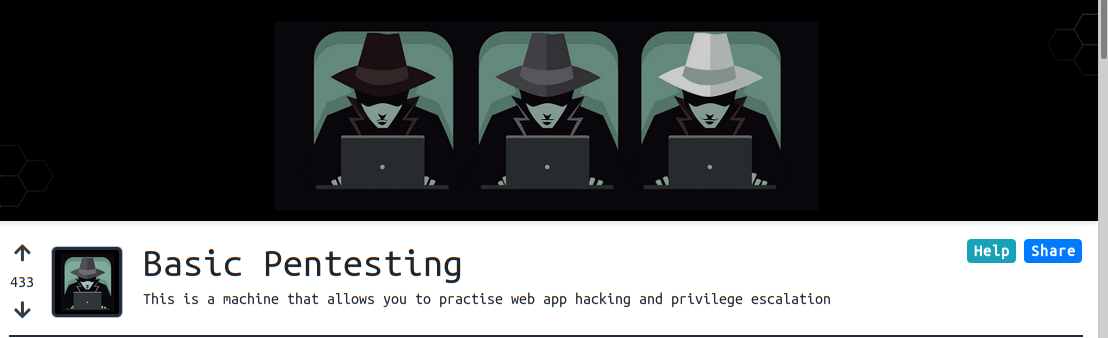 Basic Pentesting
Help
Share
433
This is a machine that allows you to practise web app hacking and privilege escalation